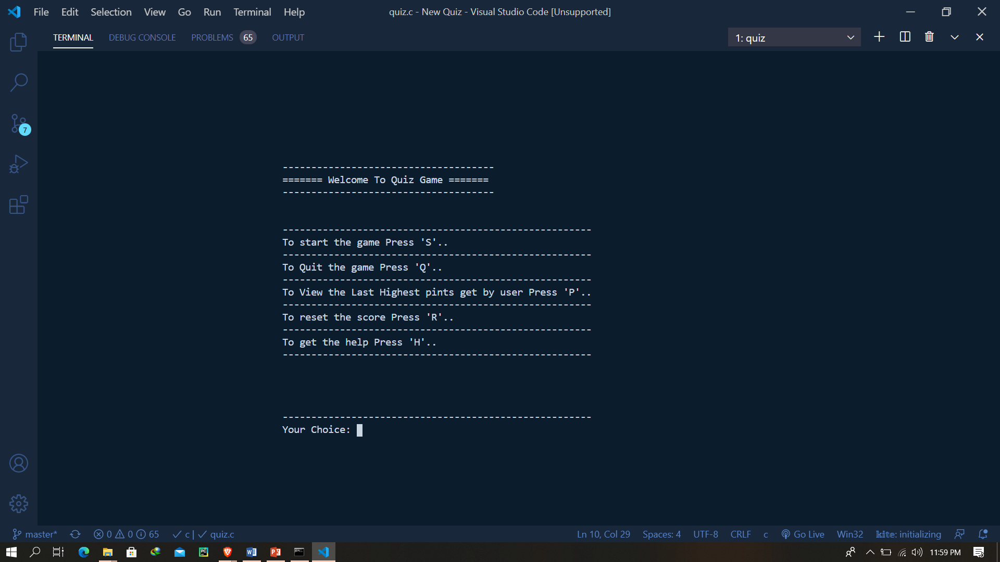 File Edit Selection View Go Run Terminal Help
quiz.c - New Quiz - Visual Studio Code [Unsupported]
TERMINAL DEBUG CONSOLE PROBLEMS 65 OUTPUT
1: quiz
7
-------------------------------------
======= Welcome To Quiz Game =======
-------------------------------------
------------------------------------------------------
To start the game Press 'S'..
------------------------------------------------------
To Quit the game Press 'Q'..
------------------------------------------------------
To View the Last Highest pints get by user Press 'P'..
------------------------------------------------------
To reset the score Press 'R'..
------------------------------------------------------
To get the help Press 'H'..
------------------------------------------------------
------------------------------------------------------
Your Choice:
master* 0 0 65 c | quiz.c
Ln 10, Col 29 Spaces: 4 UTF-8 CRLF c Go Live Win32 kite: initializing
PC W P
11:59 PM